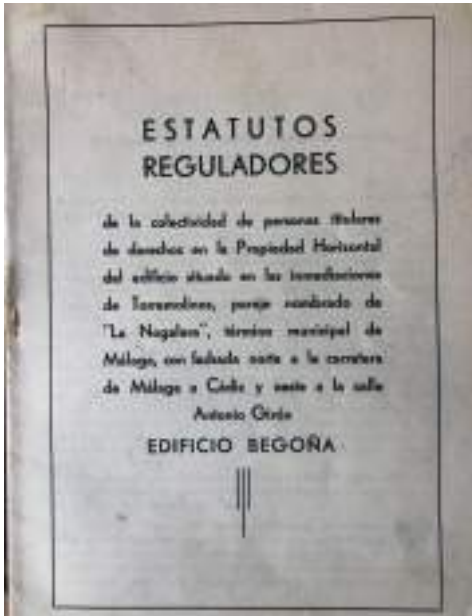 ESTATUTOS
REGULADORES
de la colectividad de personas titulares
de derechos en la Propiedad Horizontal
del edificio situado en las inmediaciones
de Torremolinos, paraje nombrado de
"La Nogalera", término municipal de
Málaga, con fachada norte a la carretera
de Málaga a Cádiz y oeste a la calle
Antonio Girón
EDIFICIO BEGOÑA